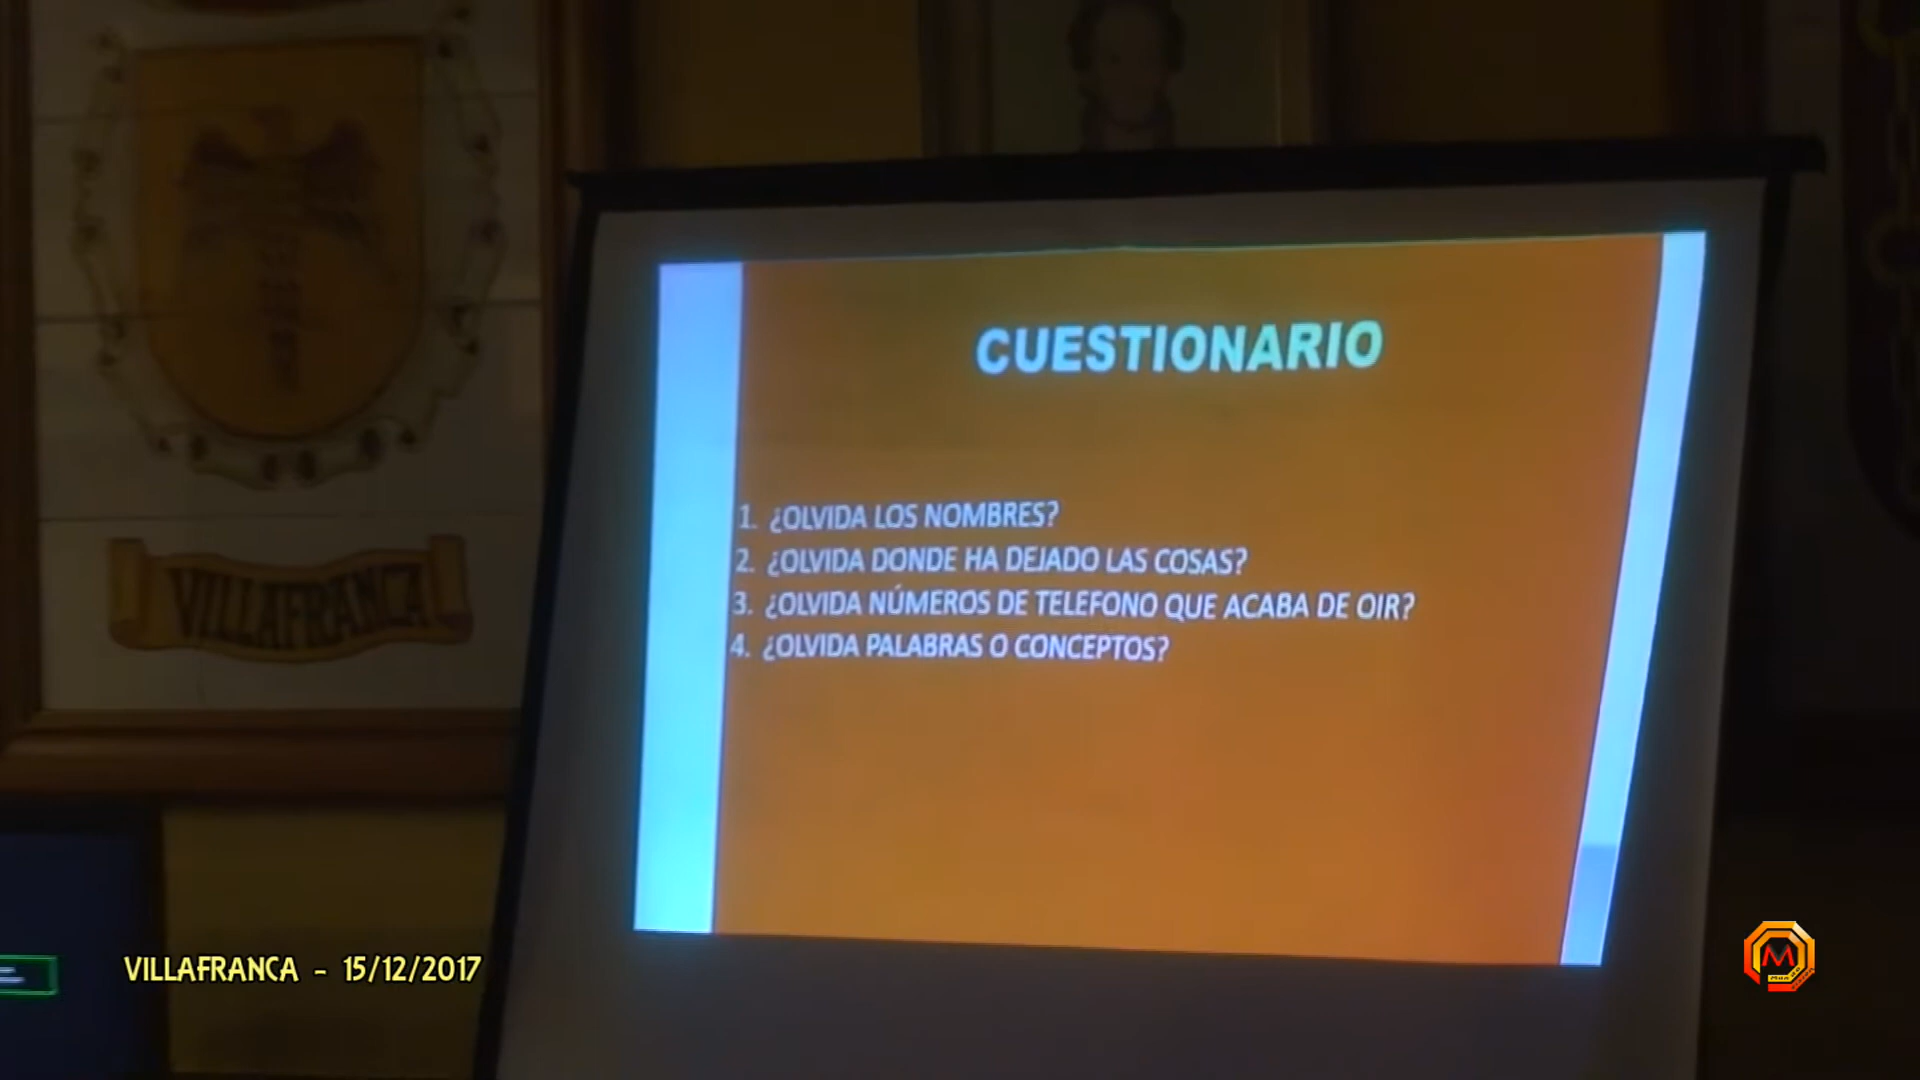 CUESTIONARIO
1. ¿OLVIDA LOS NOMBRES?
2. ¿OLVIDA DONDE HA DEJADO LAS COSAS?
3. ¿OLVIDA NÚMEROS DE TELEFONO QUE ACABA DE OIR?
4. ¿OLVIDA PALABRAS O CONCEPTOS?
VILLAFRANCA
VILLAFRANCA - 15/12/2017
M